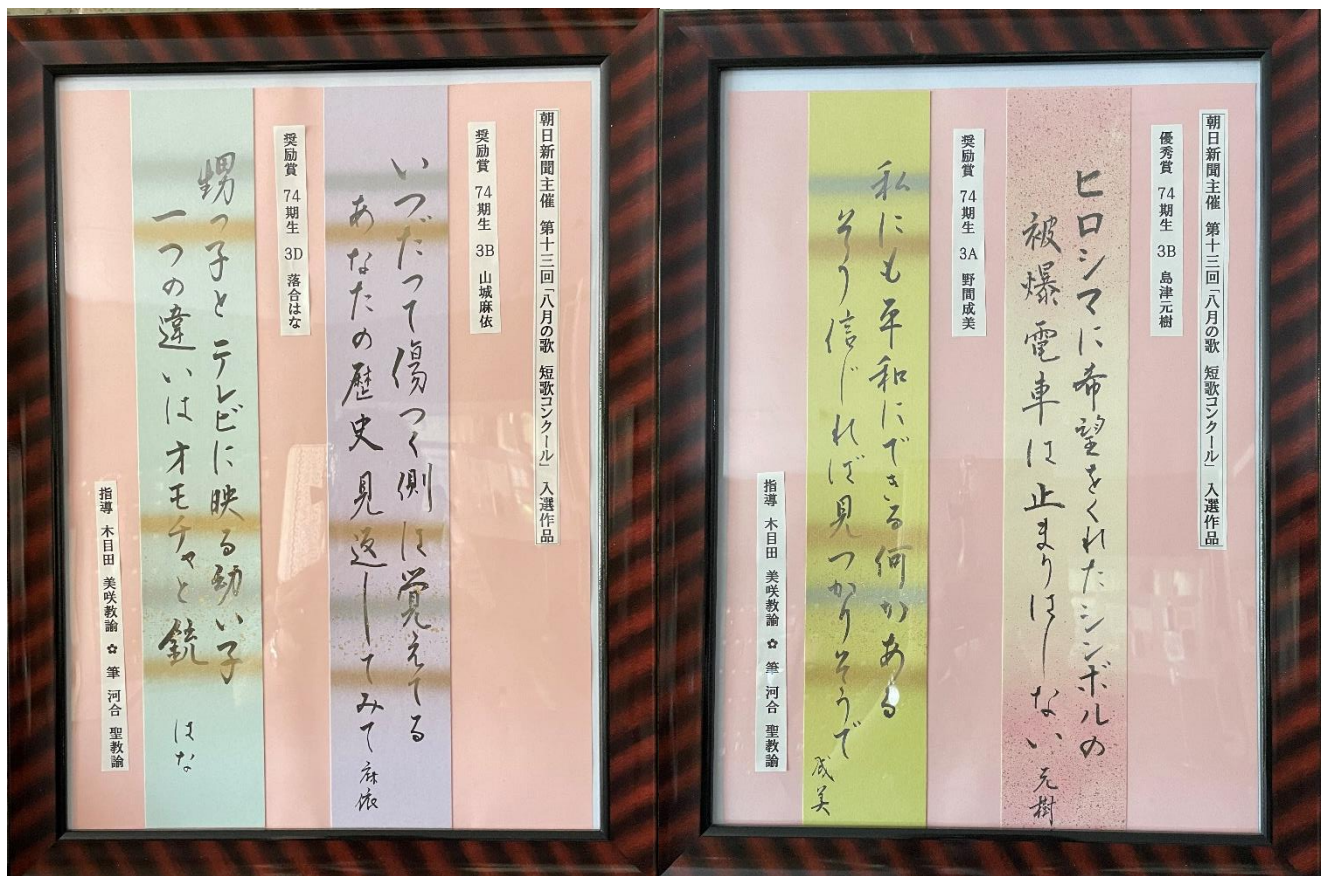 朝日新聞主催 第十三回「八月の歌 短歌コンクール」 入選作品
優秀賞 74期生 3B 島津元樹
ヒロシマに希望をくれたシンボルの
被爆電車は止まりはしない 元樹
奨励賞 74期生 3A 野間成美
私にも平和にできる何かある
そう信じれば見つかりそうで 成美
指導 木目田 美咲教諭 ✿ 筆 河合 聖教諭
朝日新聞主催 第十三回「八月の歌 短歌コンクール」 入選作品
奨励賞 74期生 3B 山城麻依
いつだって傷つく側は覚えてる
あなたの歴史見返してみて 麻依
奨励賞 74期生 3D 落合はな
甥っ子とテレビに映る幼い子
一つの違いはオモチャと銃 はな
指導 木目田 美咲教諭 ✿ 筆 河合 聖教諭